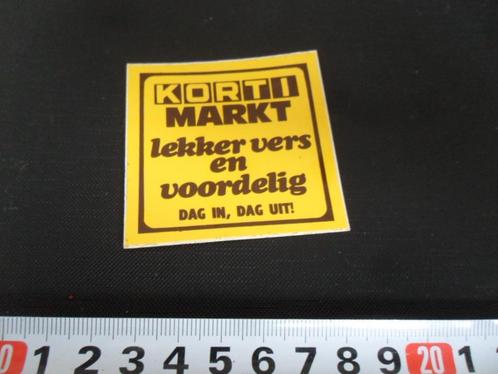 KORTI
MARKT
lekker vers
en
voordelig
DAG IN, DAG UIT!
0 1 2 3 4 5 6 7 8 9 20 1